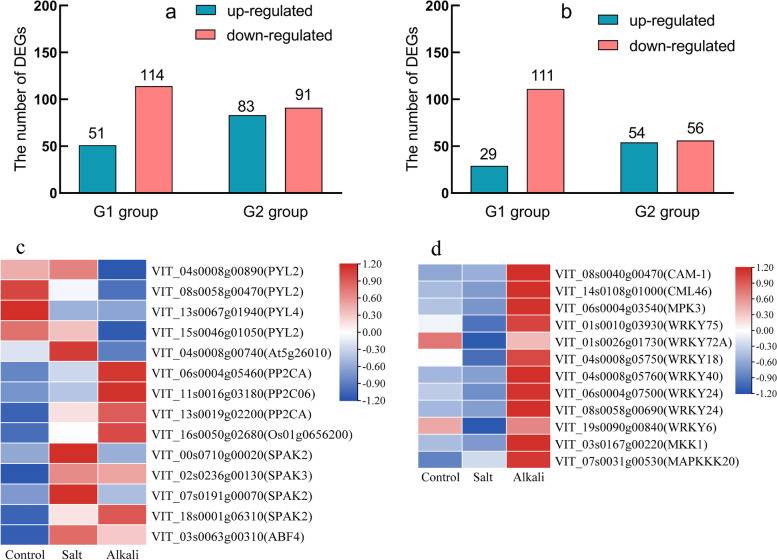 a
The number of DEGs
200
150
100
50
0
up-regulated
down-regulated
51
114
83
91
G1 group
G2 group
b
The number of DEGs
200
150
100
50
0
up-regulated
down-regulated
29
111
54
56
G1 group
G2 group
c
VIT_04s0008g00890(PYL2)
VIT_08s0058g00470(PYL2)
VIT_13s0067g01940(PYL4)
VIT_15s0046g01050(PYL2)
VIT_04s0008g00740(At5g26010)
VIT_06s0004g05460(PP2CA)
VIT_11s0016g03180(PP2C06)
VIT_13s0019g02200(PP2CA)
VIT_16s0050g02680(Os01g0656200)
VIT_00s0710g00020(SPAK2)
VIT_02s0236g00130(SPAK3)
VIT_07s0191g00070(SPAK2)
VIT_18s0001g06310(SPAK2)
VIT_03s0063g00310(ABF4)
Control Salt Alkali
1.20
0.90
0.60
0.30
0.00
-0.30
-0.60
-0.90
-1.20
d
VIT_08s0040g00470(CAM-1)
VIT_14s0108g01000(CML46)
VIT_06s0004g03540(MPK3)
VIT_01s0010g03930(WRKY75)
VIT_01s0026g01730(WRKY72A)
VIT_04s0008g05750(WRKY18)
VIT_04s0008g05760(WRKY40)
VIT_06s0004g07500(WRKY24)
VIT_08s0058g00690(WRKY24)
VIT_19s0090g00840(WRKY6)
VIT_03s0167g00220(MKK1)
VIT_07s0031g00530(MAPKKK20)
Control Salt Alkali
1.20
0.90
0.60
0.30
0.00
-0.30
-0.60
-0.90
-1.20